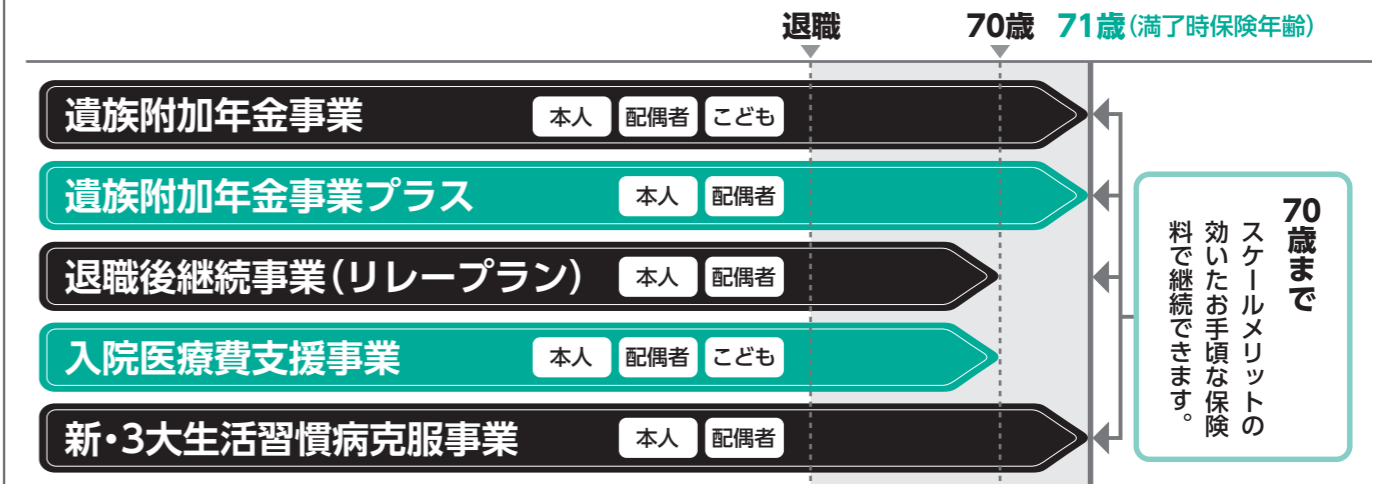 退職 70歳 71歳(満了時保険年齢)
遺族附加年金事業 本人 配偶者 こども
遺族附加年金事業プラス 本人 配偶者
退職後継続事業(リレープラン) 本人 配偶者
入院医療費支援事業 本人 配偶者 こども
新・3大生活習慣病克服事業 本人 配偶者
70歳まで
スケールメリットの
効いたお手頃な保険
料で継続できます。